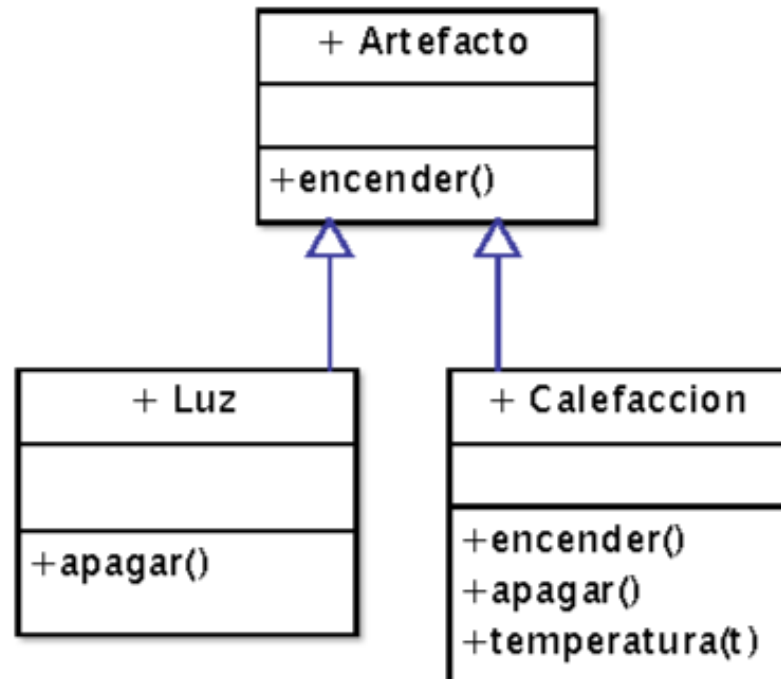 + Artefacto
+encender()
+ Luz
+apagar()
+ Calefaccion
+encender()
+apagar()
+temperatura(t)